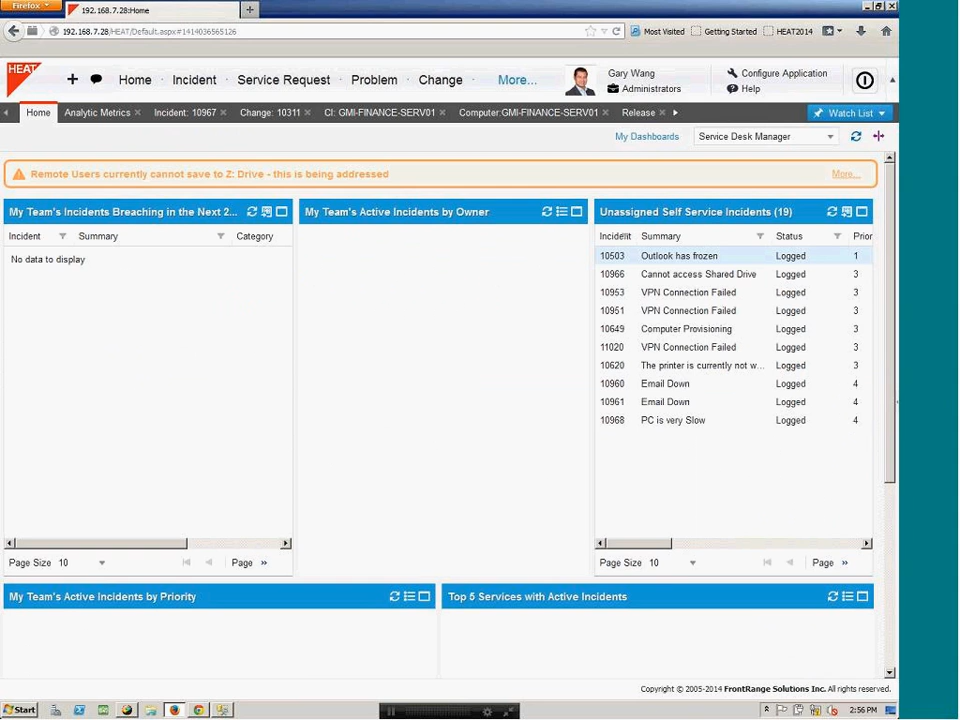 Firefox
192.168.7.28:Home
192.168.7.28/HEAT/Default.aspx#1414036565126
Most Visited Getting Started HEAT2014
HEAT
Home · Incident · Service Request · Problem · Change · More...
Gary Wang
Administrators
Configure Application
Help
Home Analytic Metrics Incident: 10967 Change: 10311 CI: GMI-FINANCE-SERV01 Computer:GMI-FINANCE-SERV01 Release Watch List
My Dashboards Service Desk Manager
Remote Users currently cannot save to Z: Drive - this is being addressed More...
My Team's Incidents Breaching in the Next 2...
Incident Summary Category
No data to display
Page Size 10 Page
My Team's Active Incidents by Owner
Unassigned Self Service Incidents (19)
Incident Summary Status Prior
10503 Outlook has frozen Logged 1
10966 Cannot access Shared Drive Logged 3
10953 VPN Connection Failed Logged 3
10951 VPN Connection Failed Logged 3
10649 Computer Provisioning Logged 3
11020 VPN Connection Failed Logged 3
10620 The printer is currently not w... Logged 3
10960 Email Down Logged 4
10961 Email Down Logged 4
10968 PC is very Slow Logged 4
Page Size 10 Page
My Team's Active Incidents by Priority
Top 5 Services with Active Incidents
Copyright © 2005-2014 FrontRange Solutions Inc. All rights reserved.
Start
2:56 PM